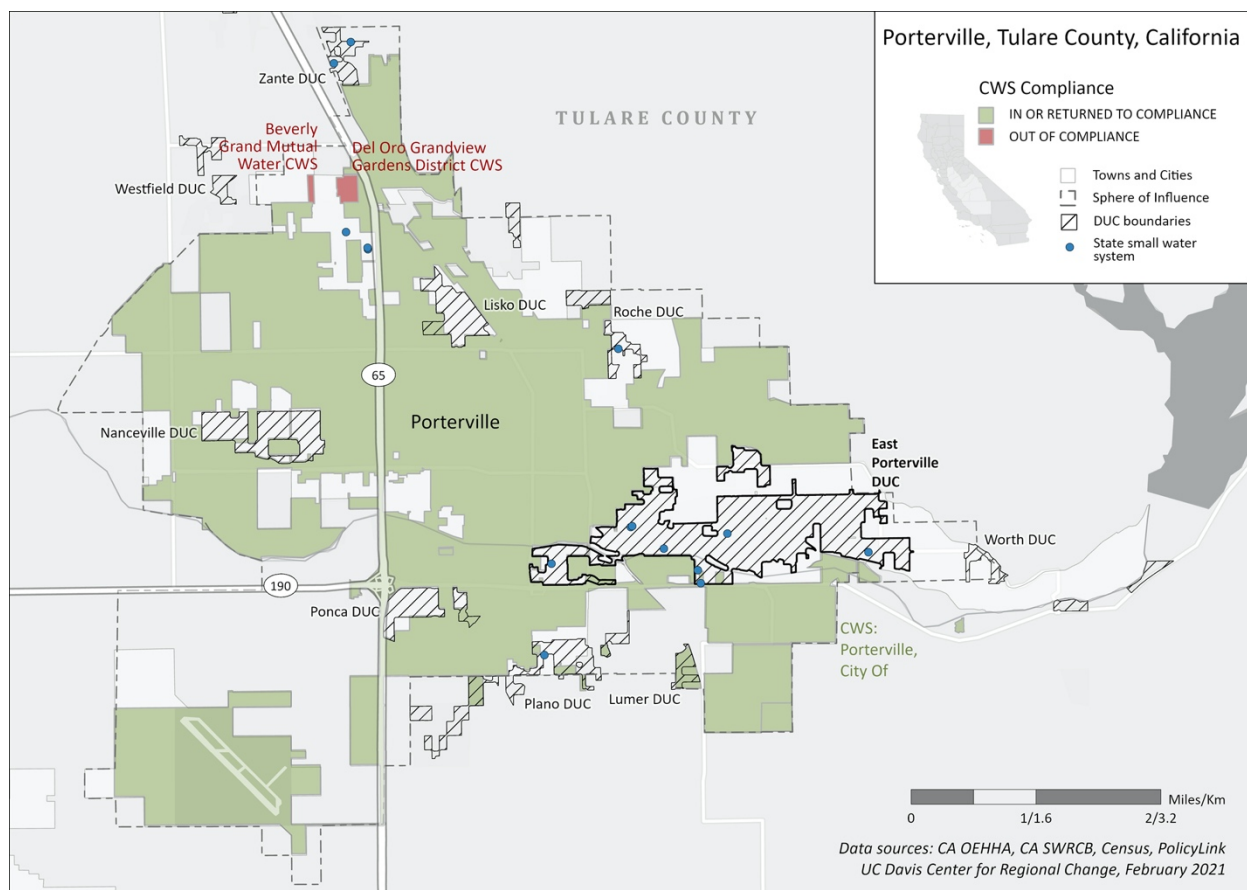 Porterville, Tulare County, California
CWS Compliance
IN OR RETURNED TO COMPLIANCE
OUT OF COMPLIANCE
Towns and Cities
Sphere of Influence
DUC boundaries
State small water
system
TULARE COUNTY
Zante DUC
Beverly
Grand Mutual
Water CWS
Del Oro Grandview
Gardens District CWS
Westfield DUC
Lisko DUC
Roche DUC
65
Porterville
Nanceville DUC
East
Porterville
DUC
Worth DUC
190
Ponca DUC
CWS:
Porterville,
City Of
Plano DUC
Lumer DUC
Miles/Km
0
1/1.6
2/3.2
Data sources: CA OEHHA, CA SWRCB, Census, PolicyLink
UC Davis Center for Regional Change, February 2021